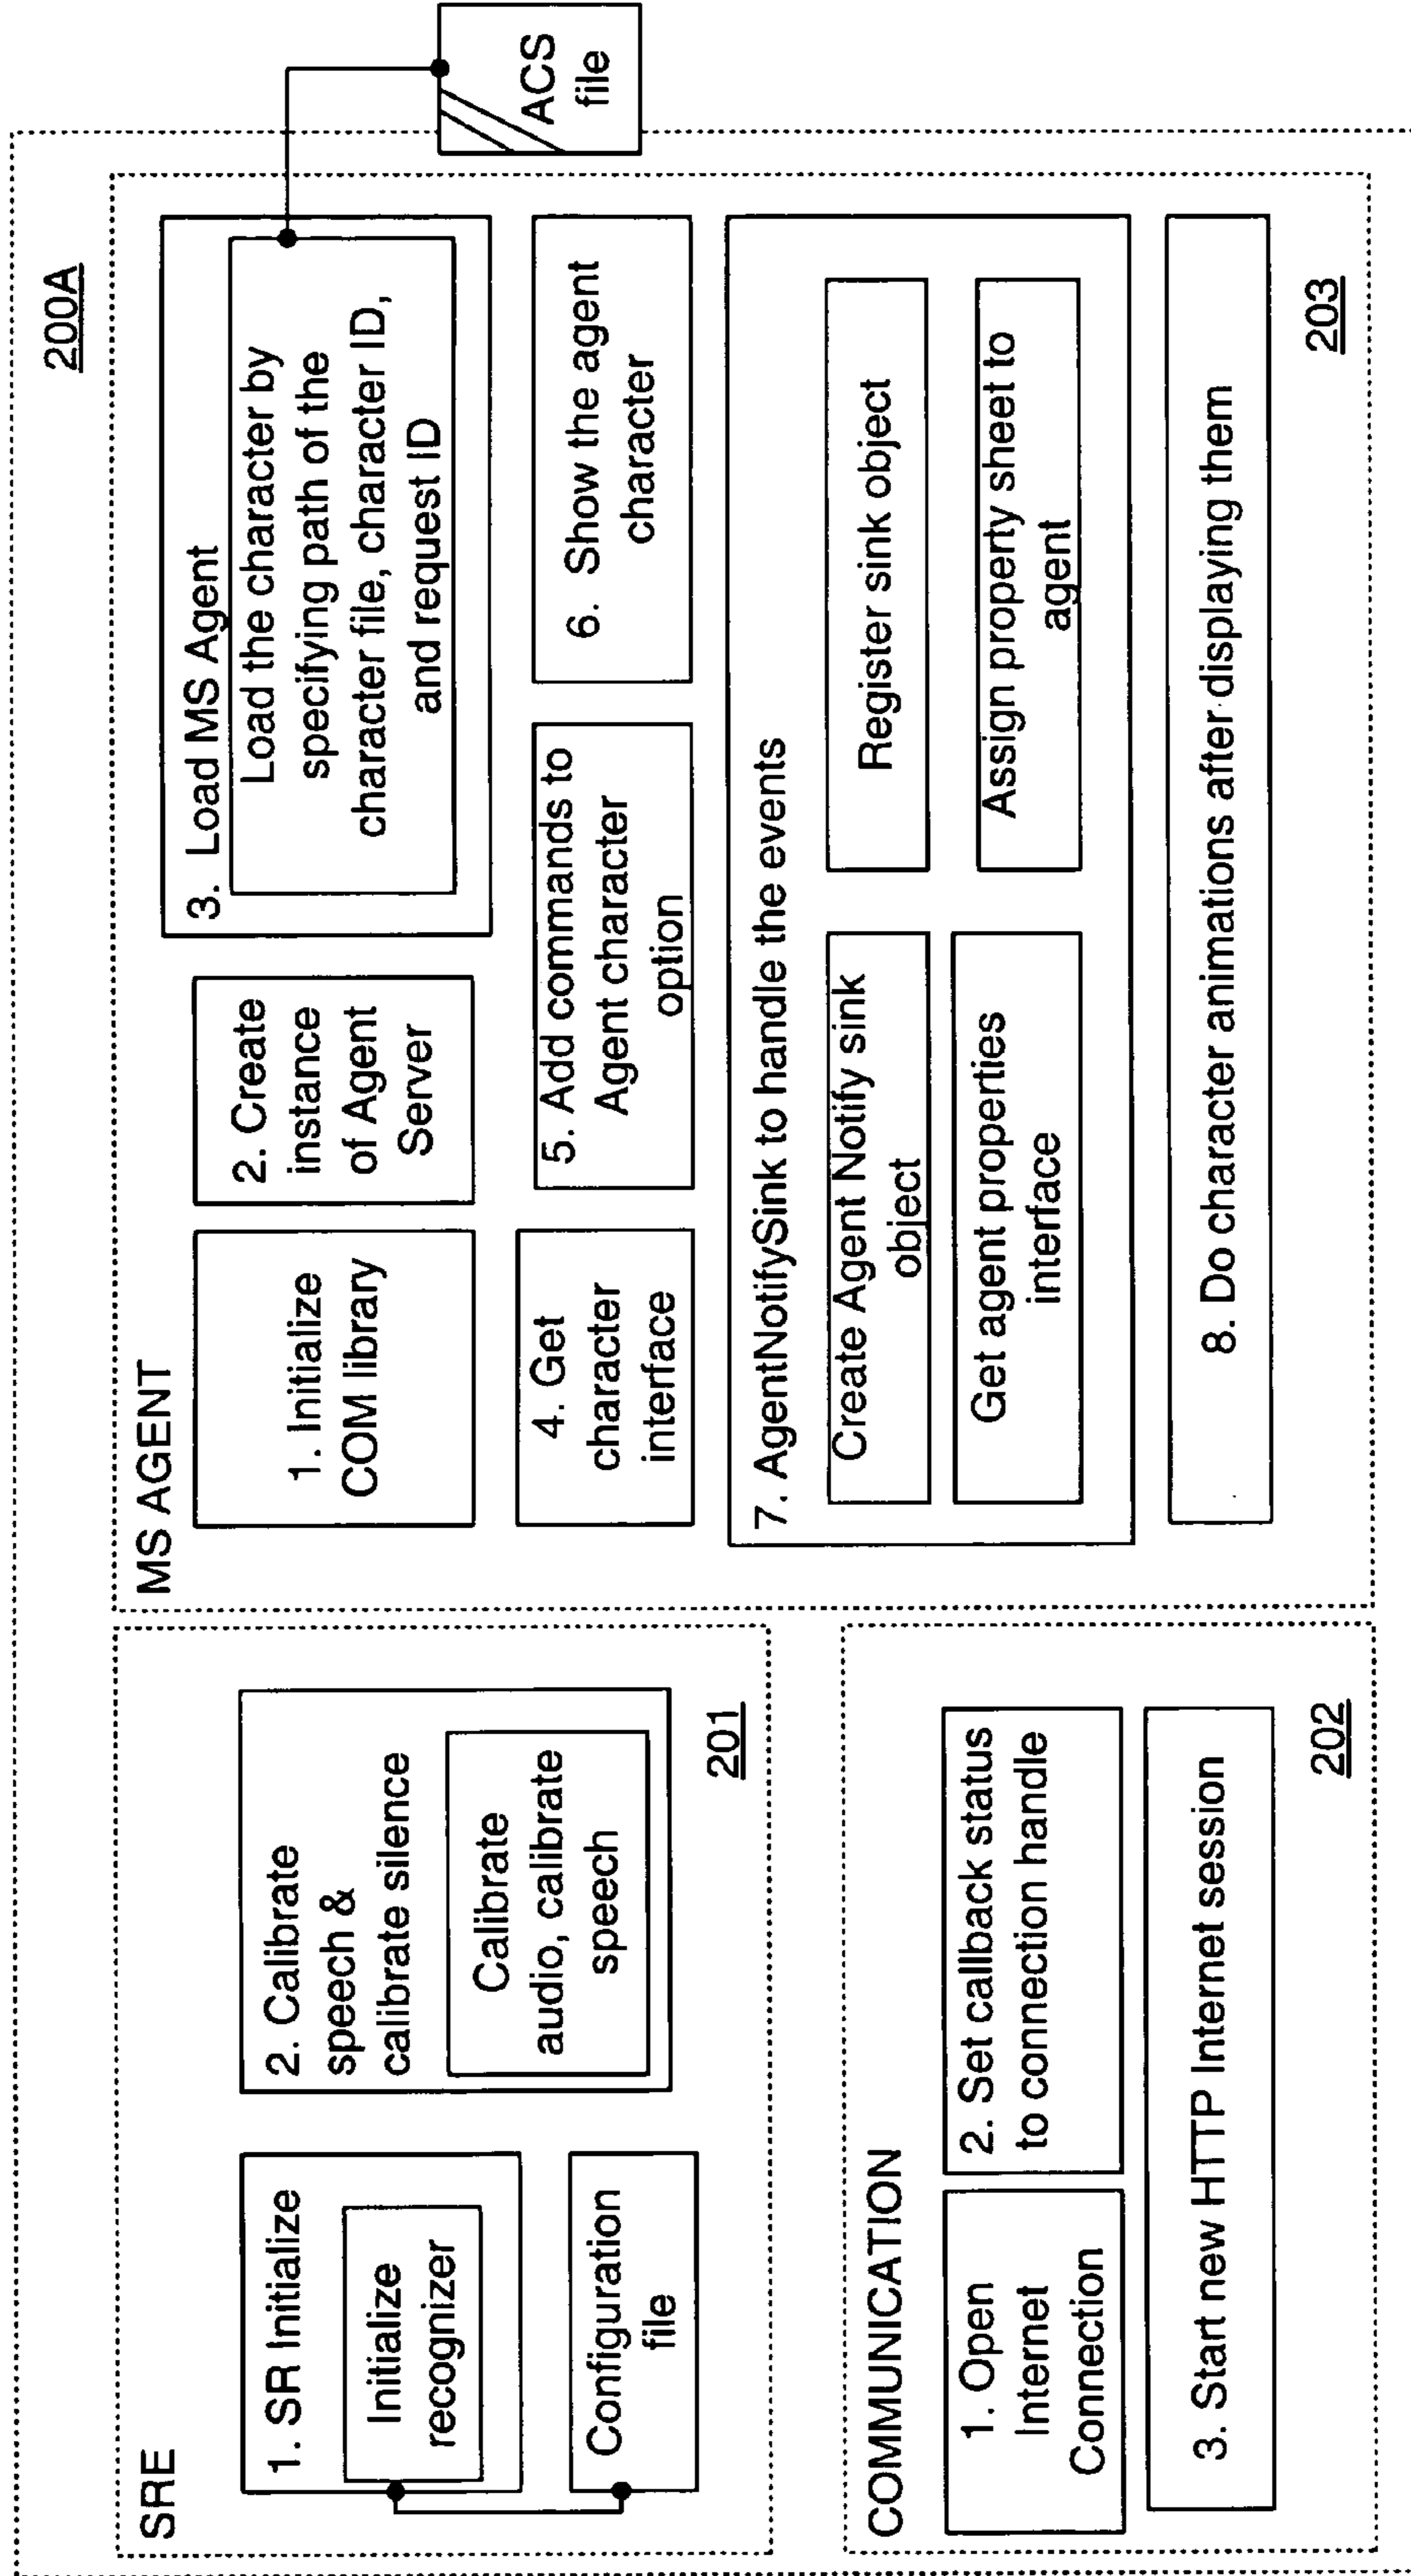 200A
SRE
1. SR Initialize
Initialize
recognizer
Configuration
file
2. Calibrate
speech &
calibrate silence
Calibrate
audio, calibrate
speech
201
COMMUNICATION
1. Open
Internet
Connection
2. Set callback status
to connection handle
3. Start new HTTP Internet session
202
MS AGENT
1. Initialize
COM library
2. Create
instance
of Agent
Server
3. Load MS Agent
Load the character by
specifying path of the
character file, character ID,
and request ID
ACS
file
4. Get
character
interface
5. Add commands to
Agent character
option
6. Show the agent
character
7. AgentNotifySink to handle the events
Create Agent Notify sink
object
Register sink object
Get agent properties
interface
Assign property sheet to
agent
8. Do character animations after displaying them
203